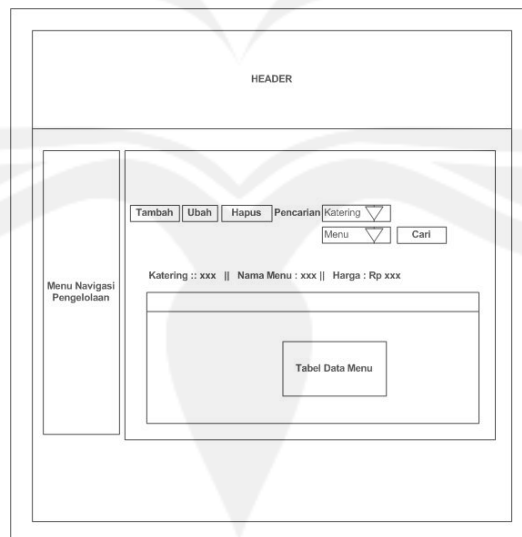 HEADER
Tambah Ubah Hapus Pencarian Katering
Menu Cari
Katering :: xxx || Nama Menu : xxx || Harga : Rp xxx
Menu Navigasi
Pengelolaan
Tabel Data Menu